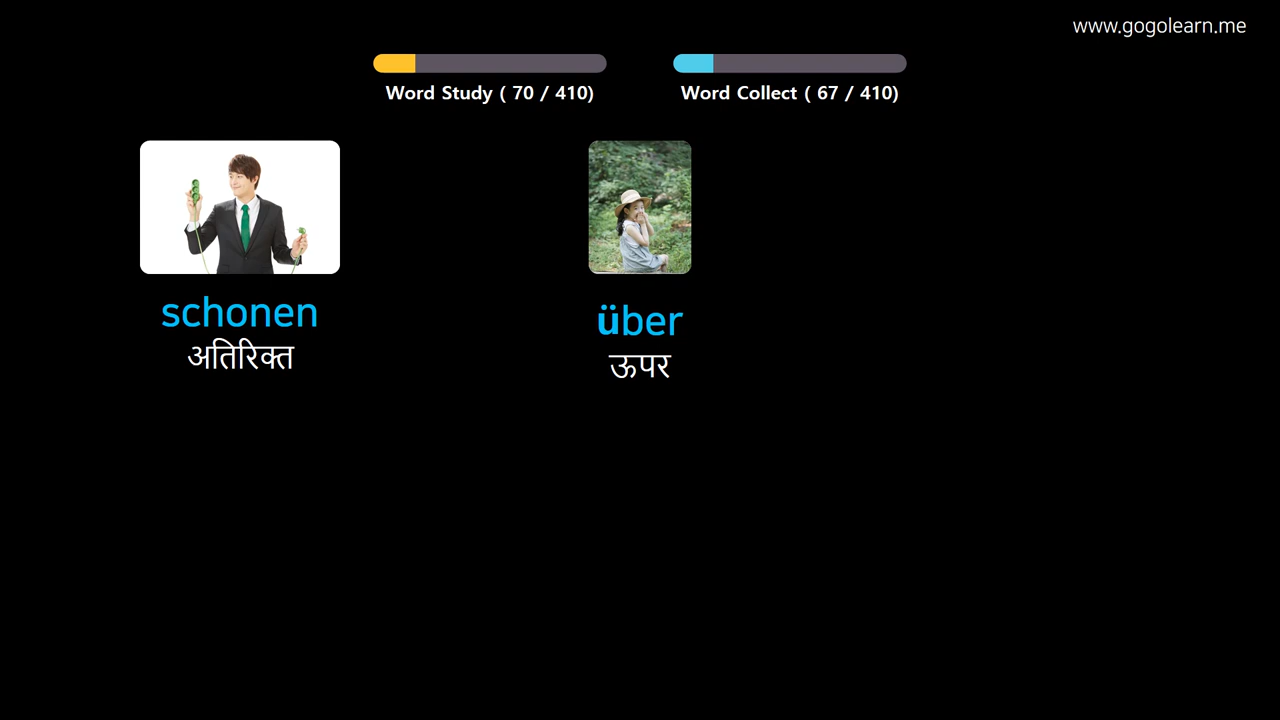 www.gogolearn.me
Word Study ( 70 / 410)
Word Collect ( 67 / 410)
schonen
अतिरिक्त
über
ऊपर